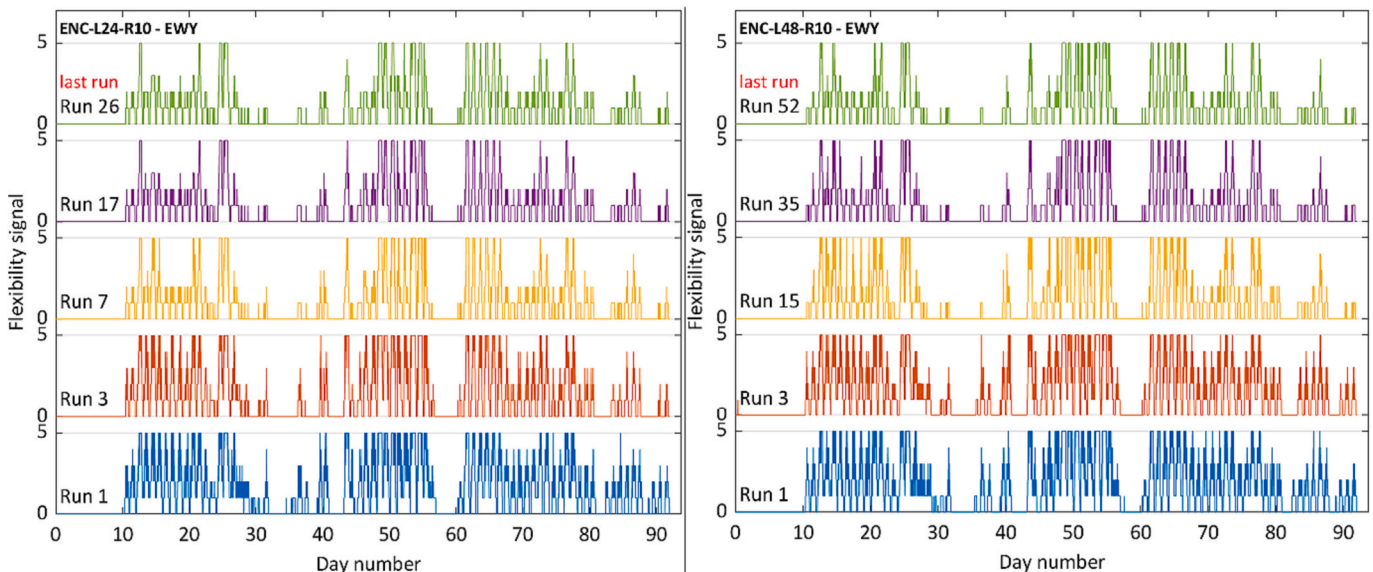 ENC-L24-R10 - EWY
5
last run
Run 26
0
5
Run 17
0
5
Run 7
0
5
Run 3
0
5
Run 1
0
Flexibility signal
0 10 20 30 40 50 60 70 80 90
Day number
ENC-L48-R10 - EWY
5
last run
Run 52
0
5
Run 35
0
5
Run 15
0
5
Run 3
0
5
Run 1
0
Flexibility signal
0 10 20 30 40 50 60 70 80 90
Day number